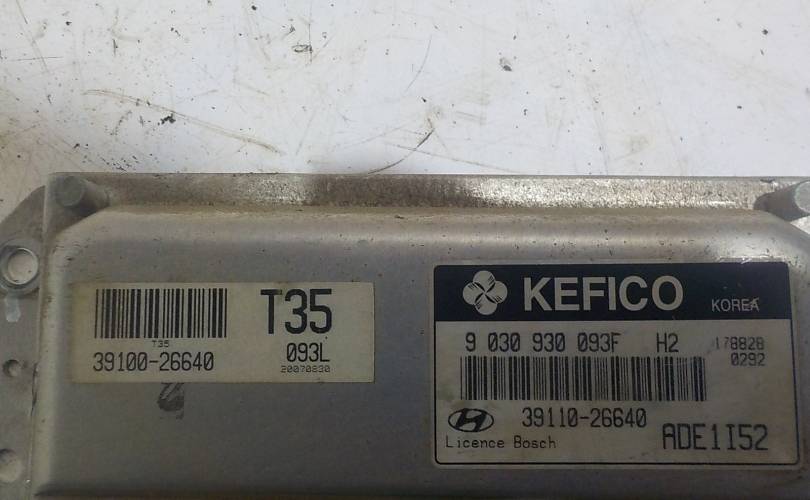 T35
T35
39100-26640
093L
20070830
KEFICO KOREA
9 030 930 093F H2 178828
0292
39110-26640
Licence Bosch
ADE1I52